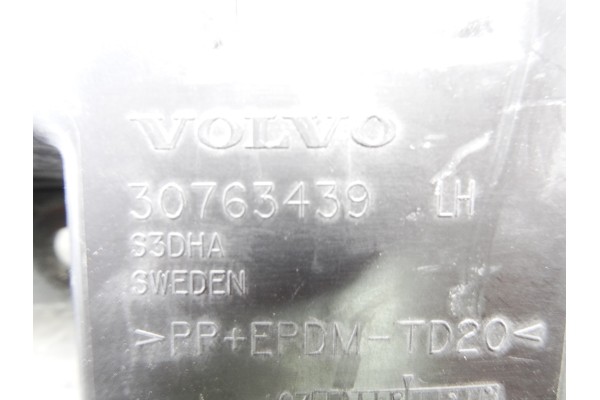 VOLVO
30763439 LH
S3DHA
SWEDEN
>PP+EPDM-TD20<